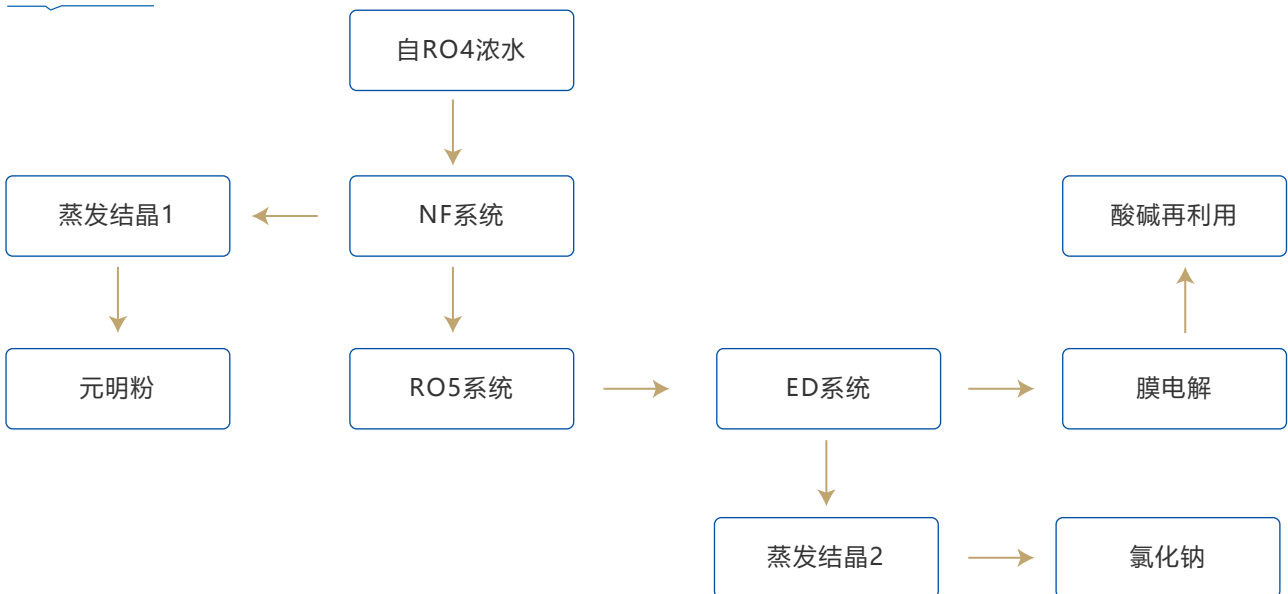 自RO4浓水
蒸发结晶1
NF系统
酸碱再利用
元明粉
RO5系统
ED系统
膜电解
蒸发结晶2
氯化钠